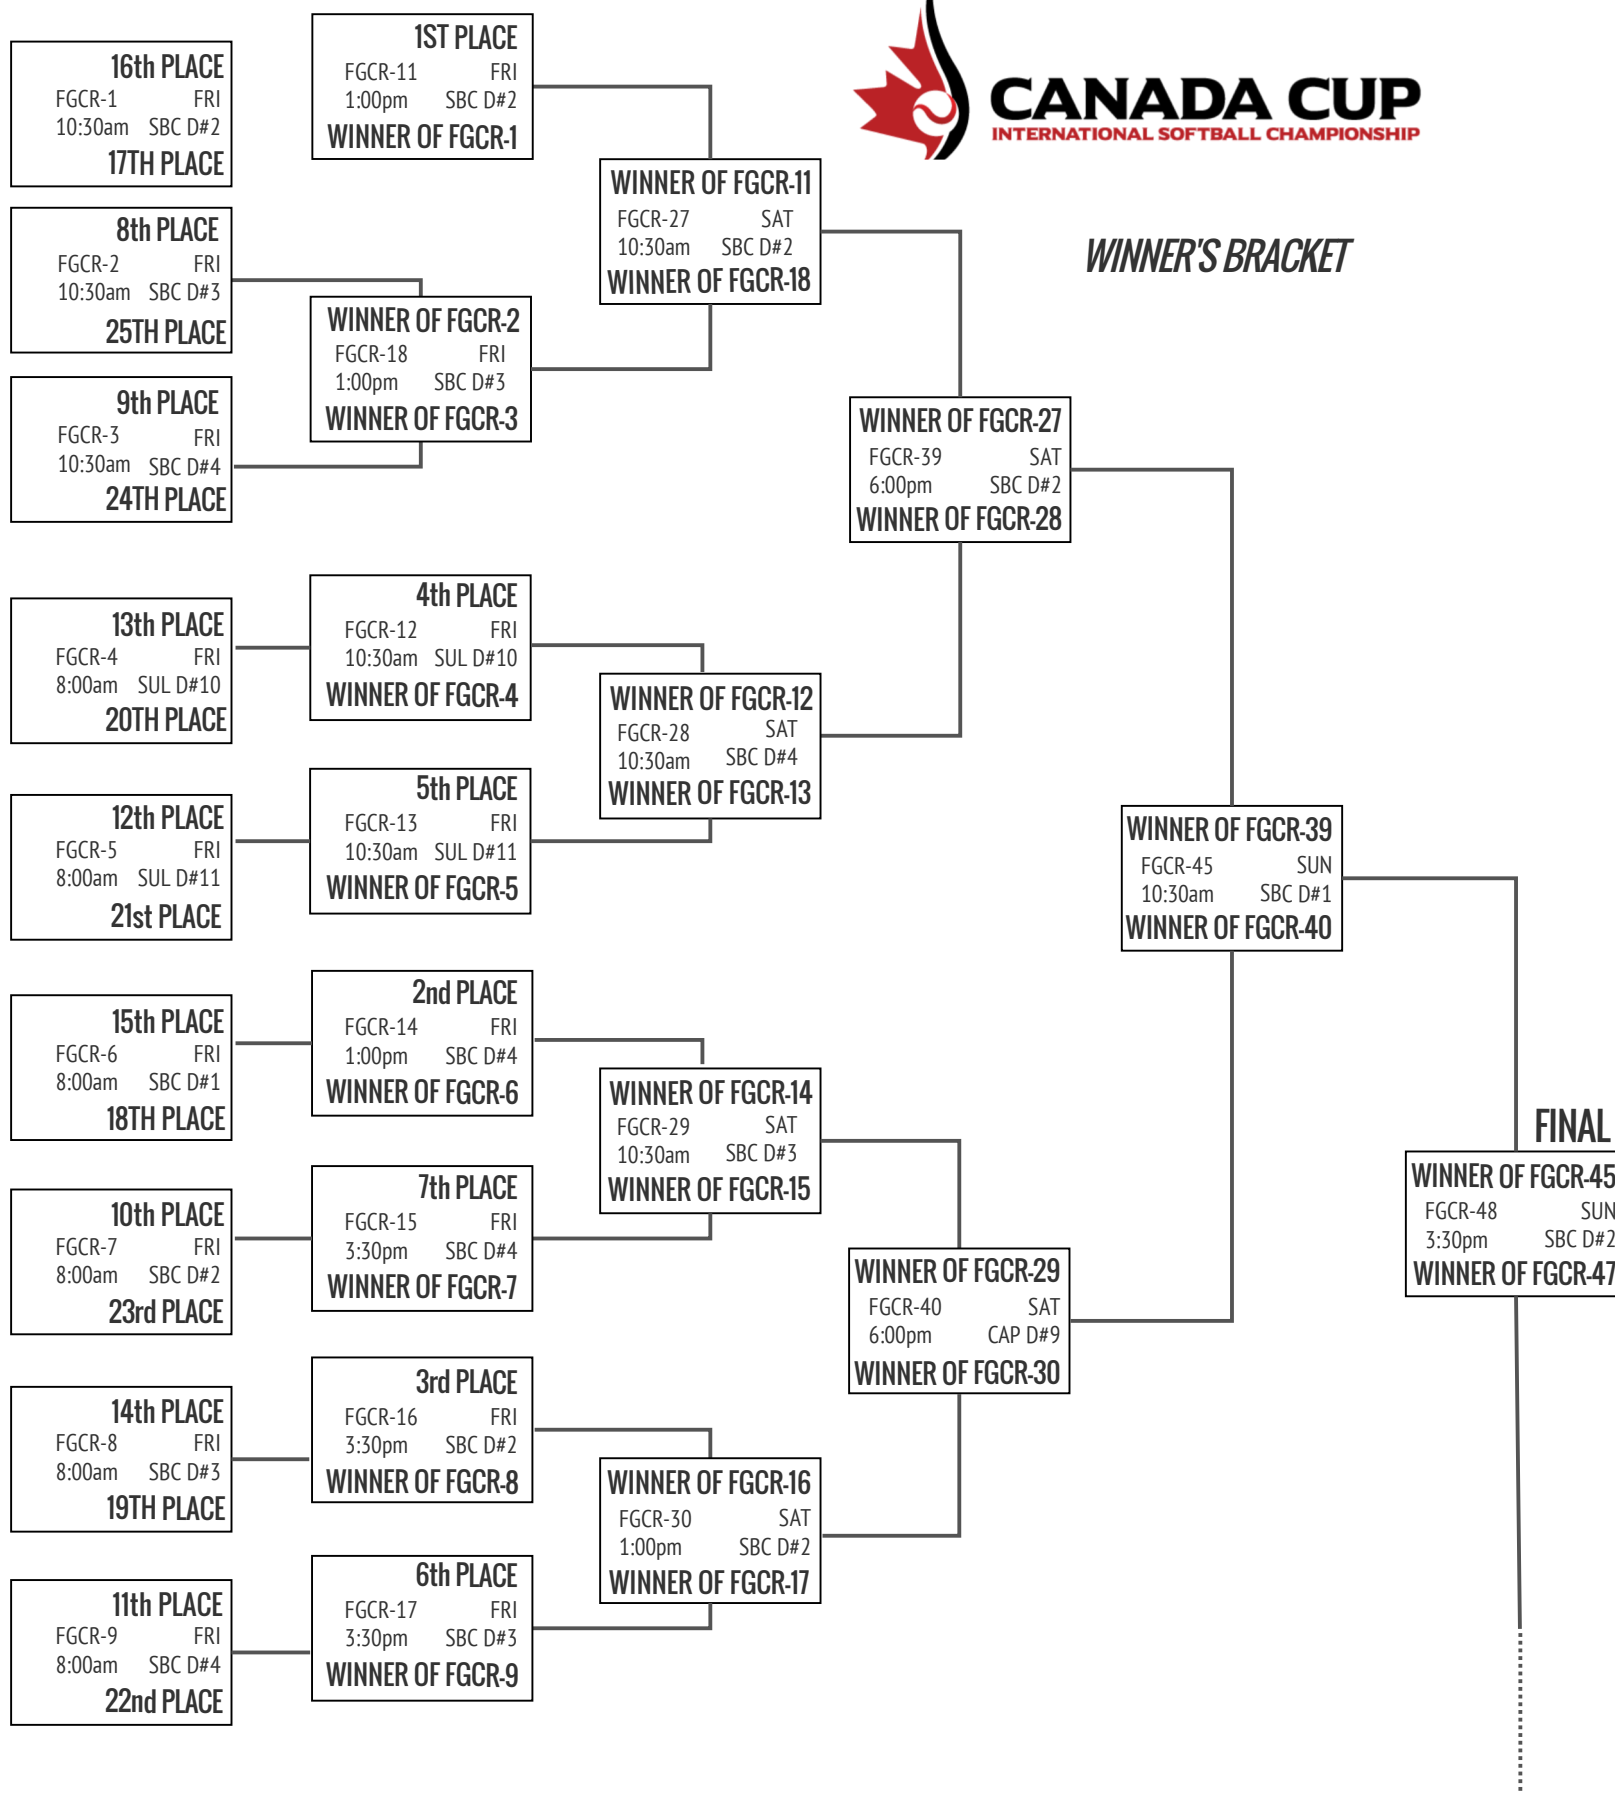 CANADA CUP
INTERNATIONAL SOFTBALL CHAMPIONSHIP
WINNER'S BRACKET
16th PLACE
FGCR-1 FRI
10:30am SBC D#2
17TH PLACE
8th PLACE
FGCR-2 FRI
10:30am SBC D#3
25TH PLACE
9th PLACE
FGCR-3 FRI
10:30am SBC D#4
24TH PLACE
13th PLACE
FGCR-4 FRI
8:00am SUL D#10
20TH PLACE
12th PLACE
FGCR-5 FRI
8:00am SUL D#11
21st PLACE
15th PLACE
FGCR-6 FRI
8:00am SBC D#1
18TH PLACE
10th PLACE
FGCR-7 FRI
8:00am SBC D#2
23rd PLACE
14th PLACE
FGCR-8 FRI
8:00am SBC D#3
19TH PLACE
11th PLACE
FGCR-9 FRI
8:00am SBC D#4
22nd PLACE
1ST PLACE
FGCR-11 FRI
1:00pm SBC D#2
WINNER OF FGCR-1
WINNER OF FGCR-2
FGCR-18 FRI
1:00pm SBC D#3
WINNER OF FGCR-3
4th PLACE
FGCR-12 FRI
10:30am SUL D#10
WINNER OF FGCR-4
5th PLACE
FGCR-13 FRI
10:30am SUL D#11
WINNER OF FGCR-5
2nd PLACE
FGCR-14 FRI
1:00pm SBC D#4
WINNER OF FGCR-6
7th PLACE
FGCR-15 FRI
3:30pm SBC D#4
WINNER OF FGCR-7
3rd PLACE
FGCR-16 FRI
3:30pm SBC D#2
WINNER OF FGCR-8
6th PLACE
FGCR-17 FRI
3:30pm SBC D#3
WINNER OF FGCR-9
WINNER OF FGCR-11
FGCR-27 SAT
10:30am SBC D#2
WINNER OF FGCR-18
WINNER OF FGCR-12
FGCR-28 SAT
10:30am SBC D#4
WINNER OF FGCR-13
WINNER OF FGCR-14
FGCR-29 SAT
10:30am SBC D#3
WINNER OF FGCR-15
WINNER OF FGCR-16
FGCR-30 SAT
1:00pm SBC D#2
WINNER OF FGCR-17
WINNER OF FGCR-27
FGCR-39 SAT
6:00pm SBC D#2
WINNER OF FGCR-28
WINNER OF FGCR-29
FGCR-40 SAT
6:00pm CAP D#9
WINNER OF FGCR-30
WINNER OF FGCR-39
FGCR-45 SUN
10:30am SBC D#1
WINNER OF FGCR-40
FINAL
WINNER OF FGCR-45
FGCR-48 SUN
3:30pm SBC D#2
WINNER OF FGCR-47